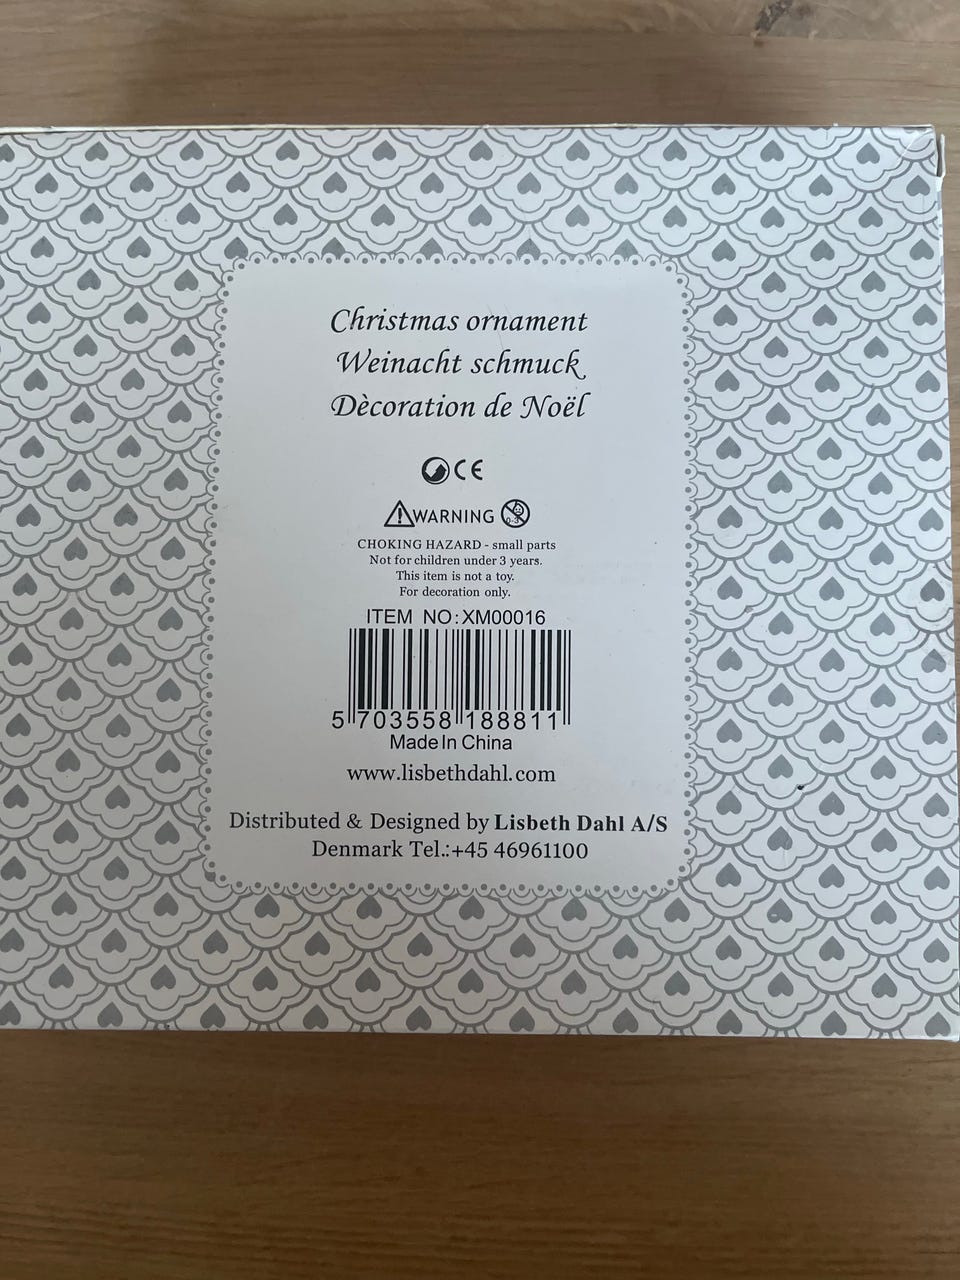 Christmas ornament
Weinacht schmuck
Dècoration de Noël
CE
WARNING 0-3
CHOKING HAZARD - small parts
Not for children under 3 years.
This item is not a toy.
For decoration only.
ITEM NO:XM00016
5 703558 188811
Made In China
www.lisbethdahl.com
Distributed & Designed by Lisbeth Dahl A/S
Denmark Tel.:+45 46961100